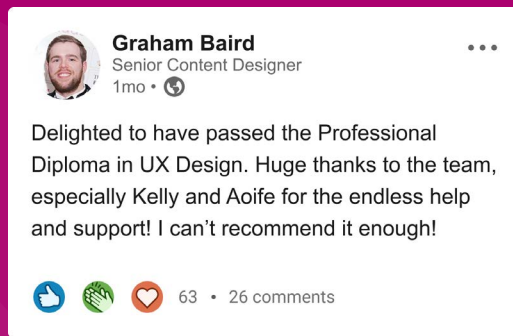 Graham Baird
Senior Content Designer
1mo •
Delighted to have passed the Professional
Diploma in UX Design. Huge thanks to the team,
especially Kelly and Aoife for the endless help
and support! I can’t recommend it enough!
63 • 26 comments